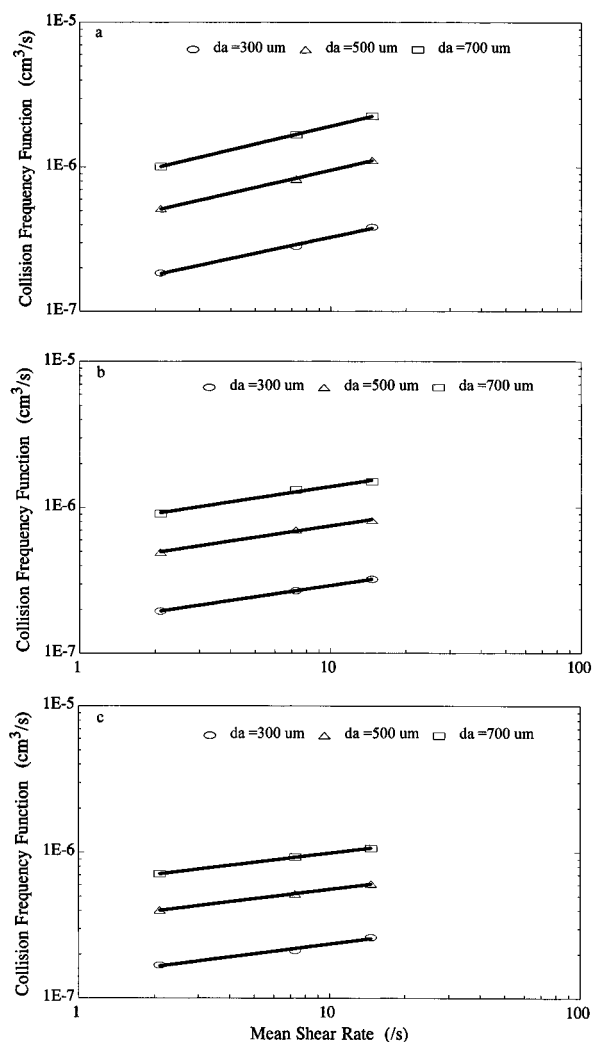 1E-5
a
da =300 um da =500 um da =700 um
Collision Frequency Function (cm³/s)
1E-6
1E-7
1E-5
b
da =300 um da =500 um da =700 um
Collision Frequency Function (cm³/s)
1E-6
1E-7
1 10 100
1E-5
c
da =300 um da =500 um da =700 um
Collision Frequency Function (cm³/s)
1E-6
1E-7
1 10 100
Mean Shear Rate (/s)